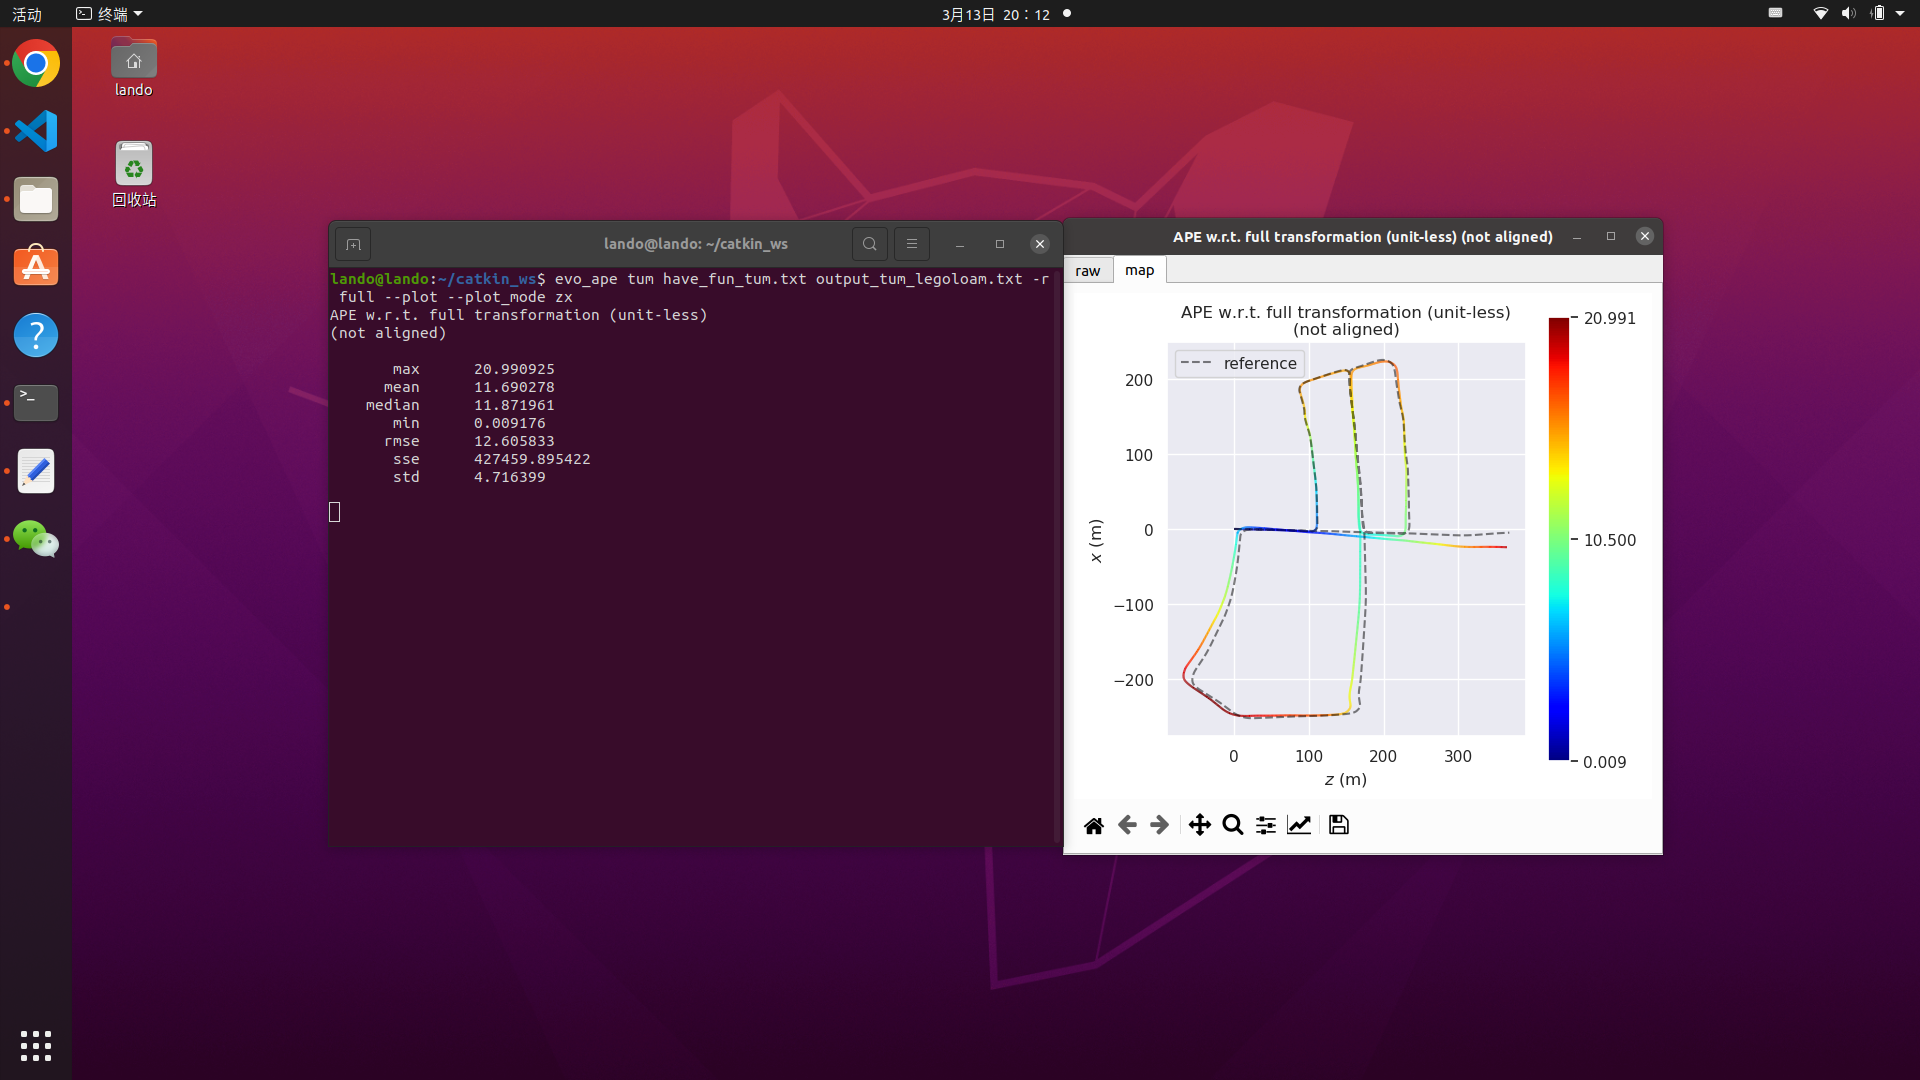 活动
终端
3月13日 20：12
lando
回收站
lando@lando: ~/catkin_ws
lando@lando:~/catkin_ws$ evo_ape tum have_fun_tum.txt output_tum_legoloam.txt -r
full --plot --plot_mode zx
APE w.r.t. full transformation (unit-less)
(not aligned)
max 20.990925
mean 11.690278
median 11.871961
min 0.009176
rmse 12.605833
sse 427459.895422
std 4.716399
APE w.r.t. full transformation (unit-less) (not aligned)
raw
map
APE w.r.t. full transformation (unit-less)
(not aligned)
reference
200
100
0
−100
−200
x (m)
0
100
200
300
z (m)
20.991
10.500
0.009